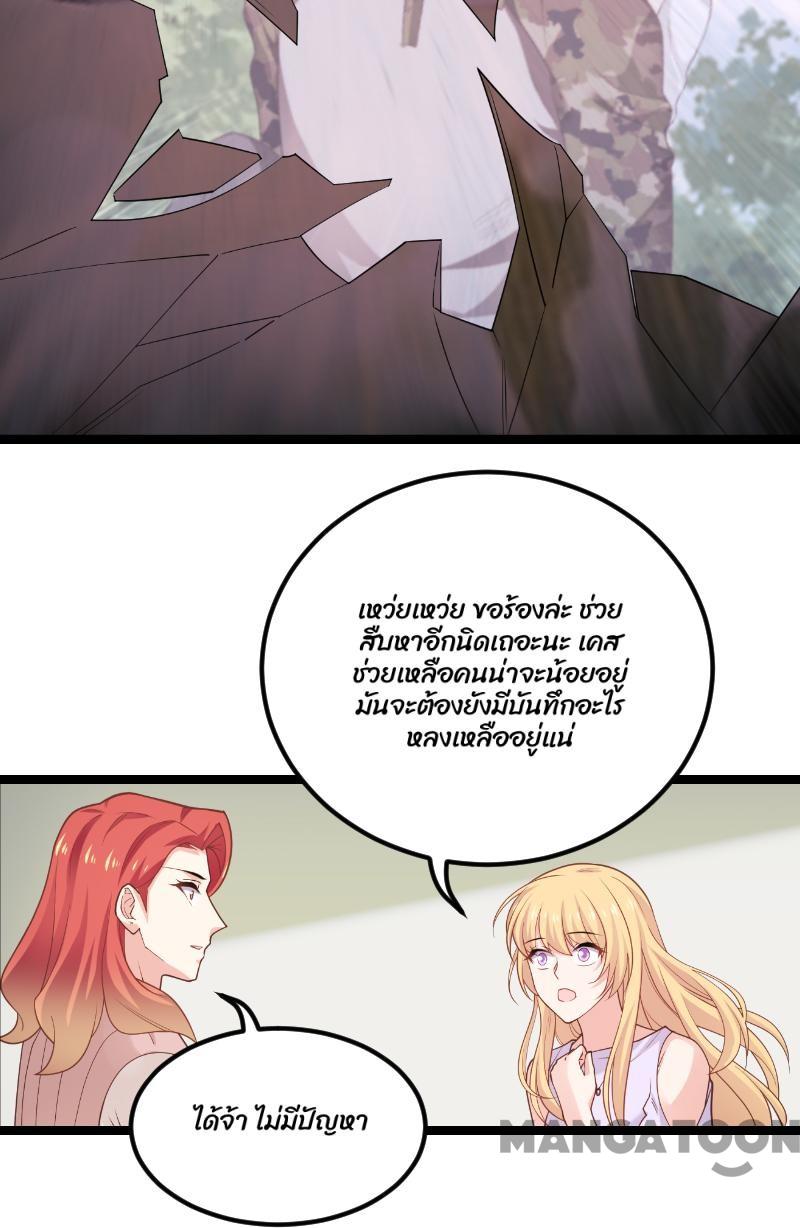 เหว่ยเหว่ย ขอร้องล่ะ ช่วย
สืบหาอีกนิดเถอะนะ เคส
ช่วยเหลือคนน่าจะน้อยอยู่
มันจะต้องยังมีบันทึกอะไร
หลงเหลืออยู่แน่
ได้จ้า ไม่มีปัญหา
MANGATOON